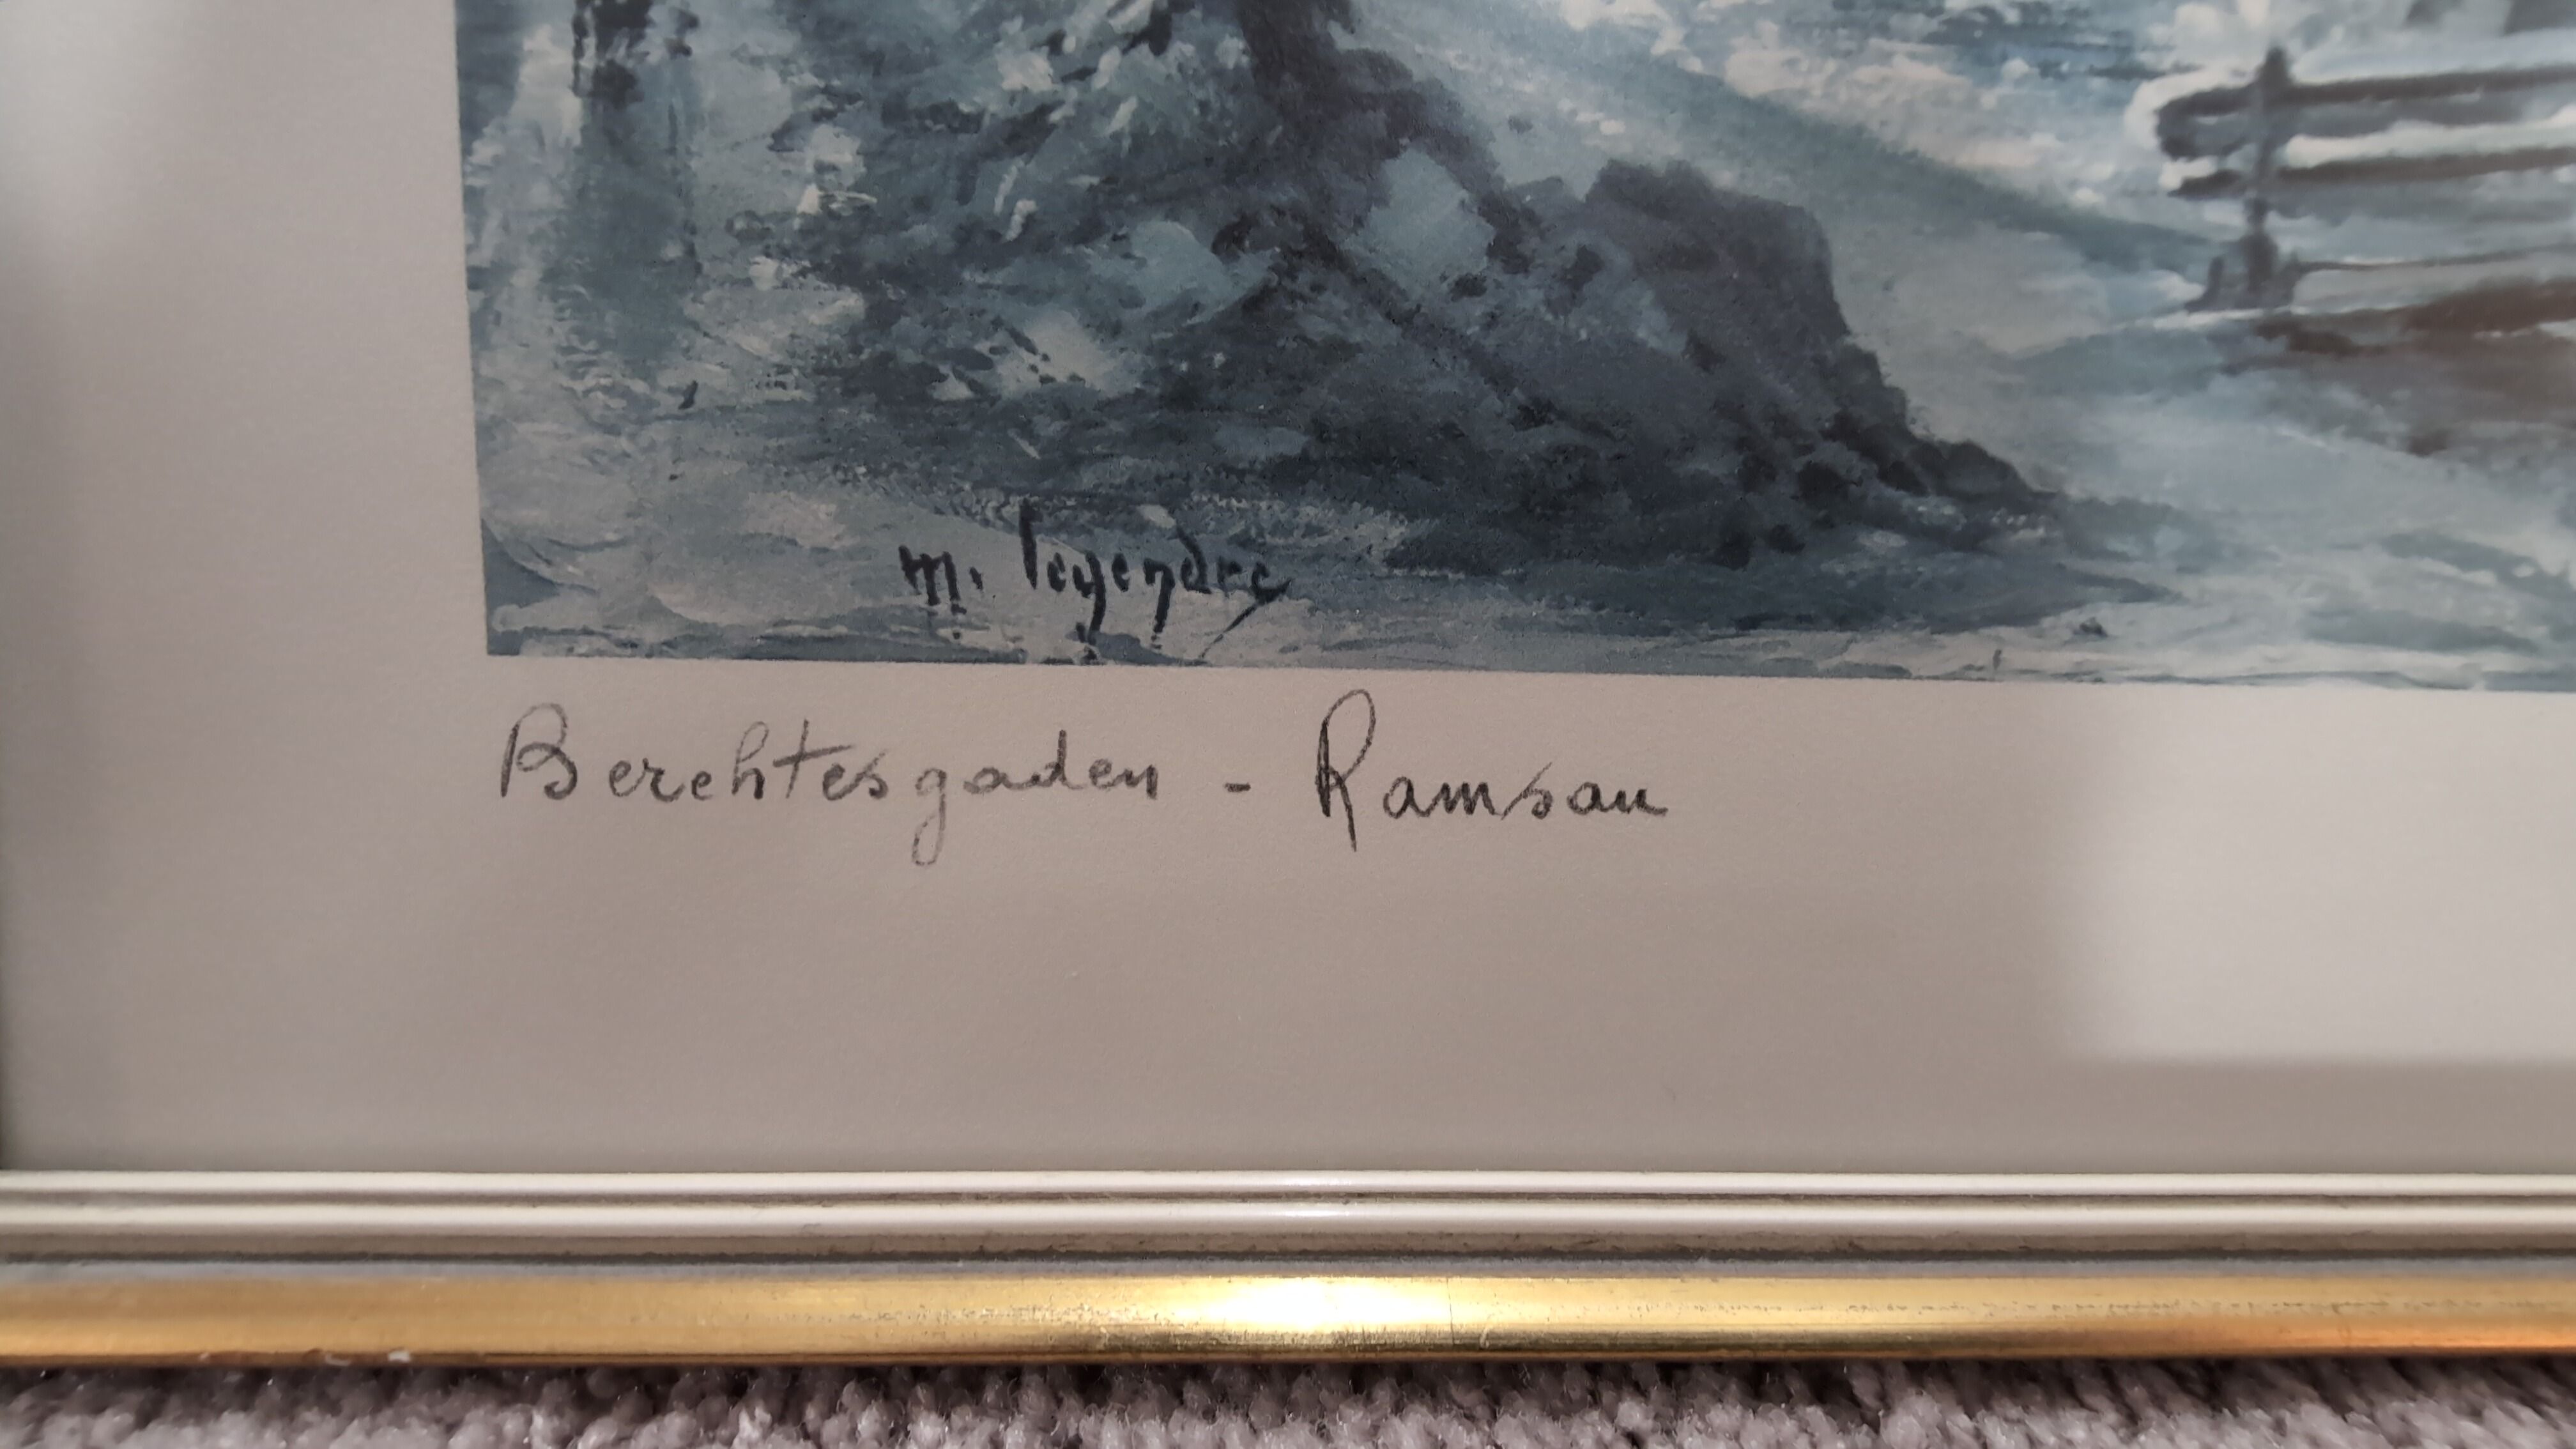 m. legendre
Berchtesgaden - Ramsau